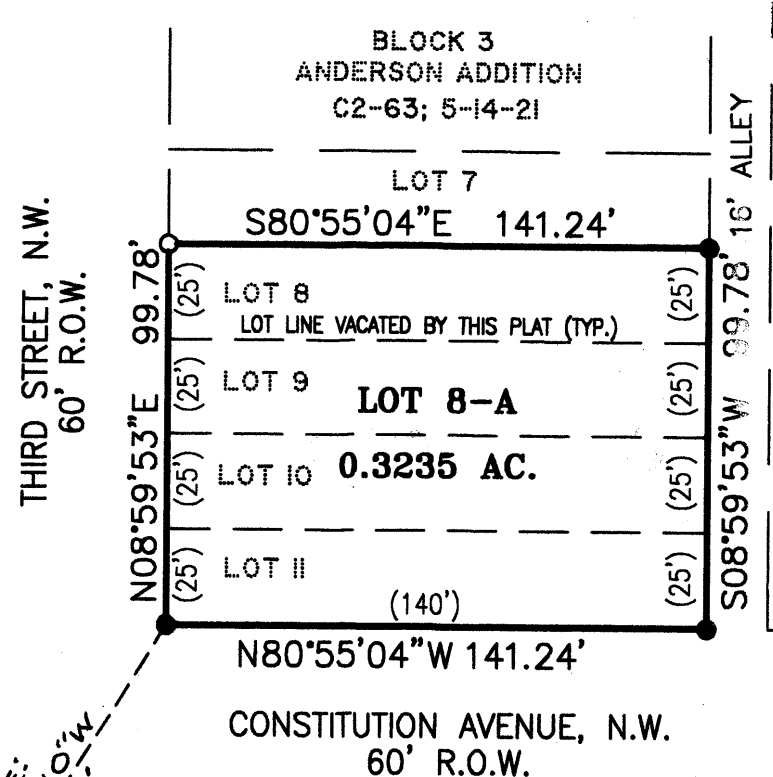 BLOCK 3
ANDERSON ADDITION
C2-63; 5-14-21
LOT 7
16' ALLEY
S80°55'04"E 141.24'
THIRD STREET, N.W.
60' R.O.W.
N08°59'53"E 99.78'
(25')
LOT 8
(25')
LOT LINE VACATED BY THIS PLAT (TYP.)
(25')
LOT 9
(25')
LOT 8-A
(25')
LOT 10
0.3235 AC.
(25')
(25')
LOT 11
(25')
S08°59'53"W 99.78'
(140')
N80°55'04"W 141.24'
CONSTITUTION AVENUE, N.W.
60' R.O.W.
0"W